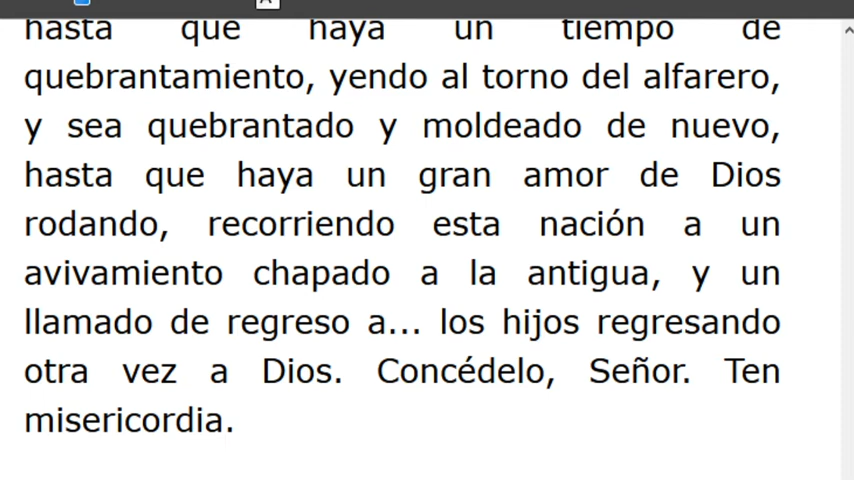 hasta que haya un tiempo de
quebrantamiento, yendo al torno del alfarero,
y sea quebrantado y moldeado de nuevo,
hasta que haya un gran amor de Dios
rodando, recorriendo esta nación a un
avivamiento chapado a la antigua, y un
llamado de regreso a... los hijos regresando
otra vez a Dios. Concédelo, Señor. Ten
misericordia.